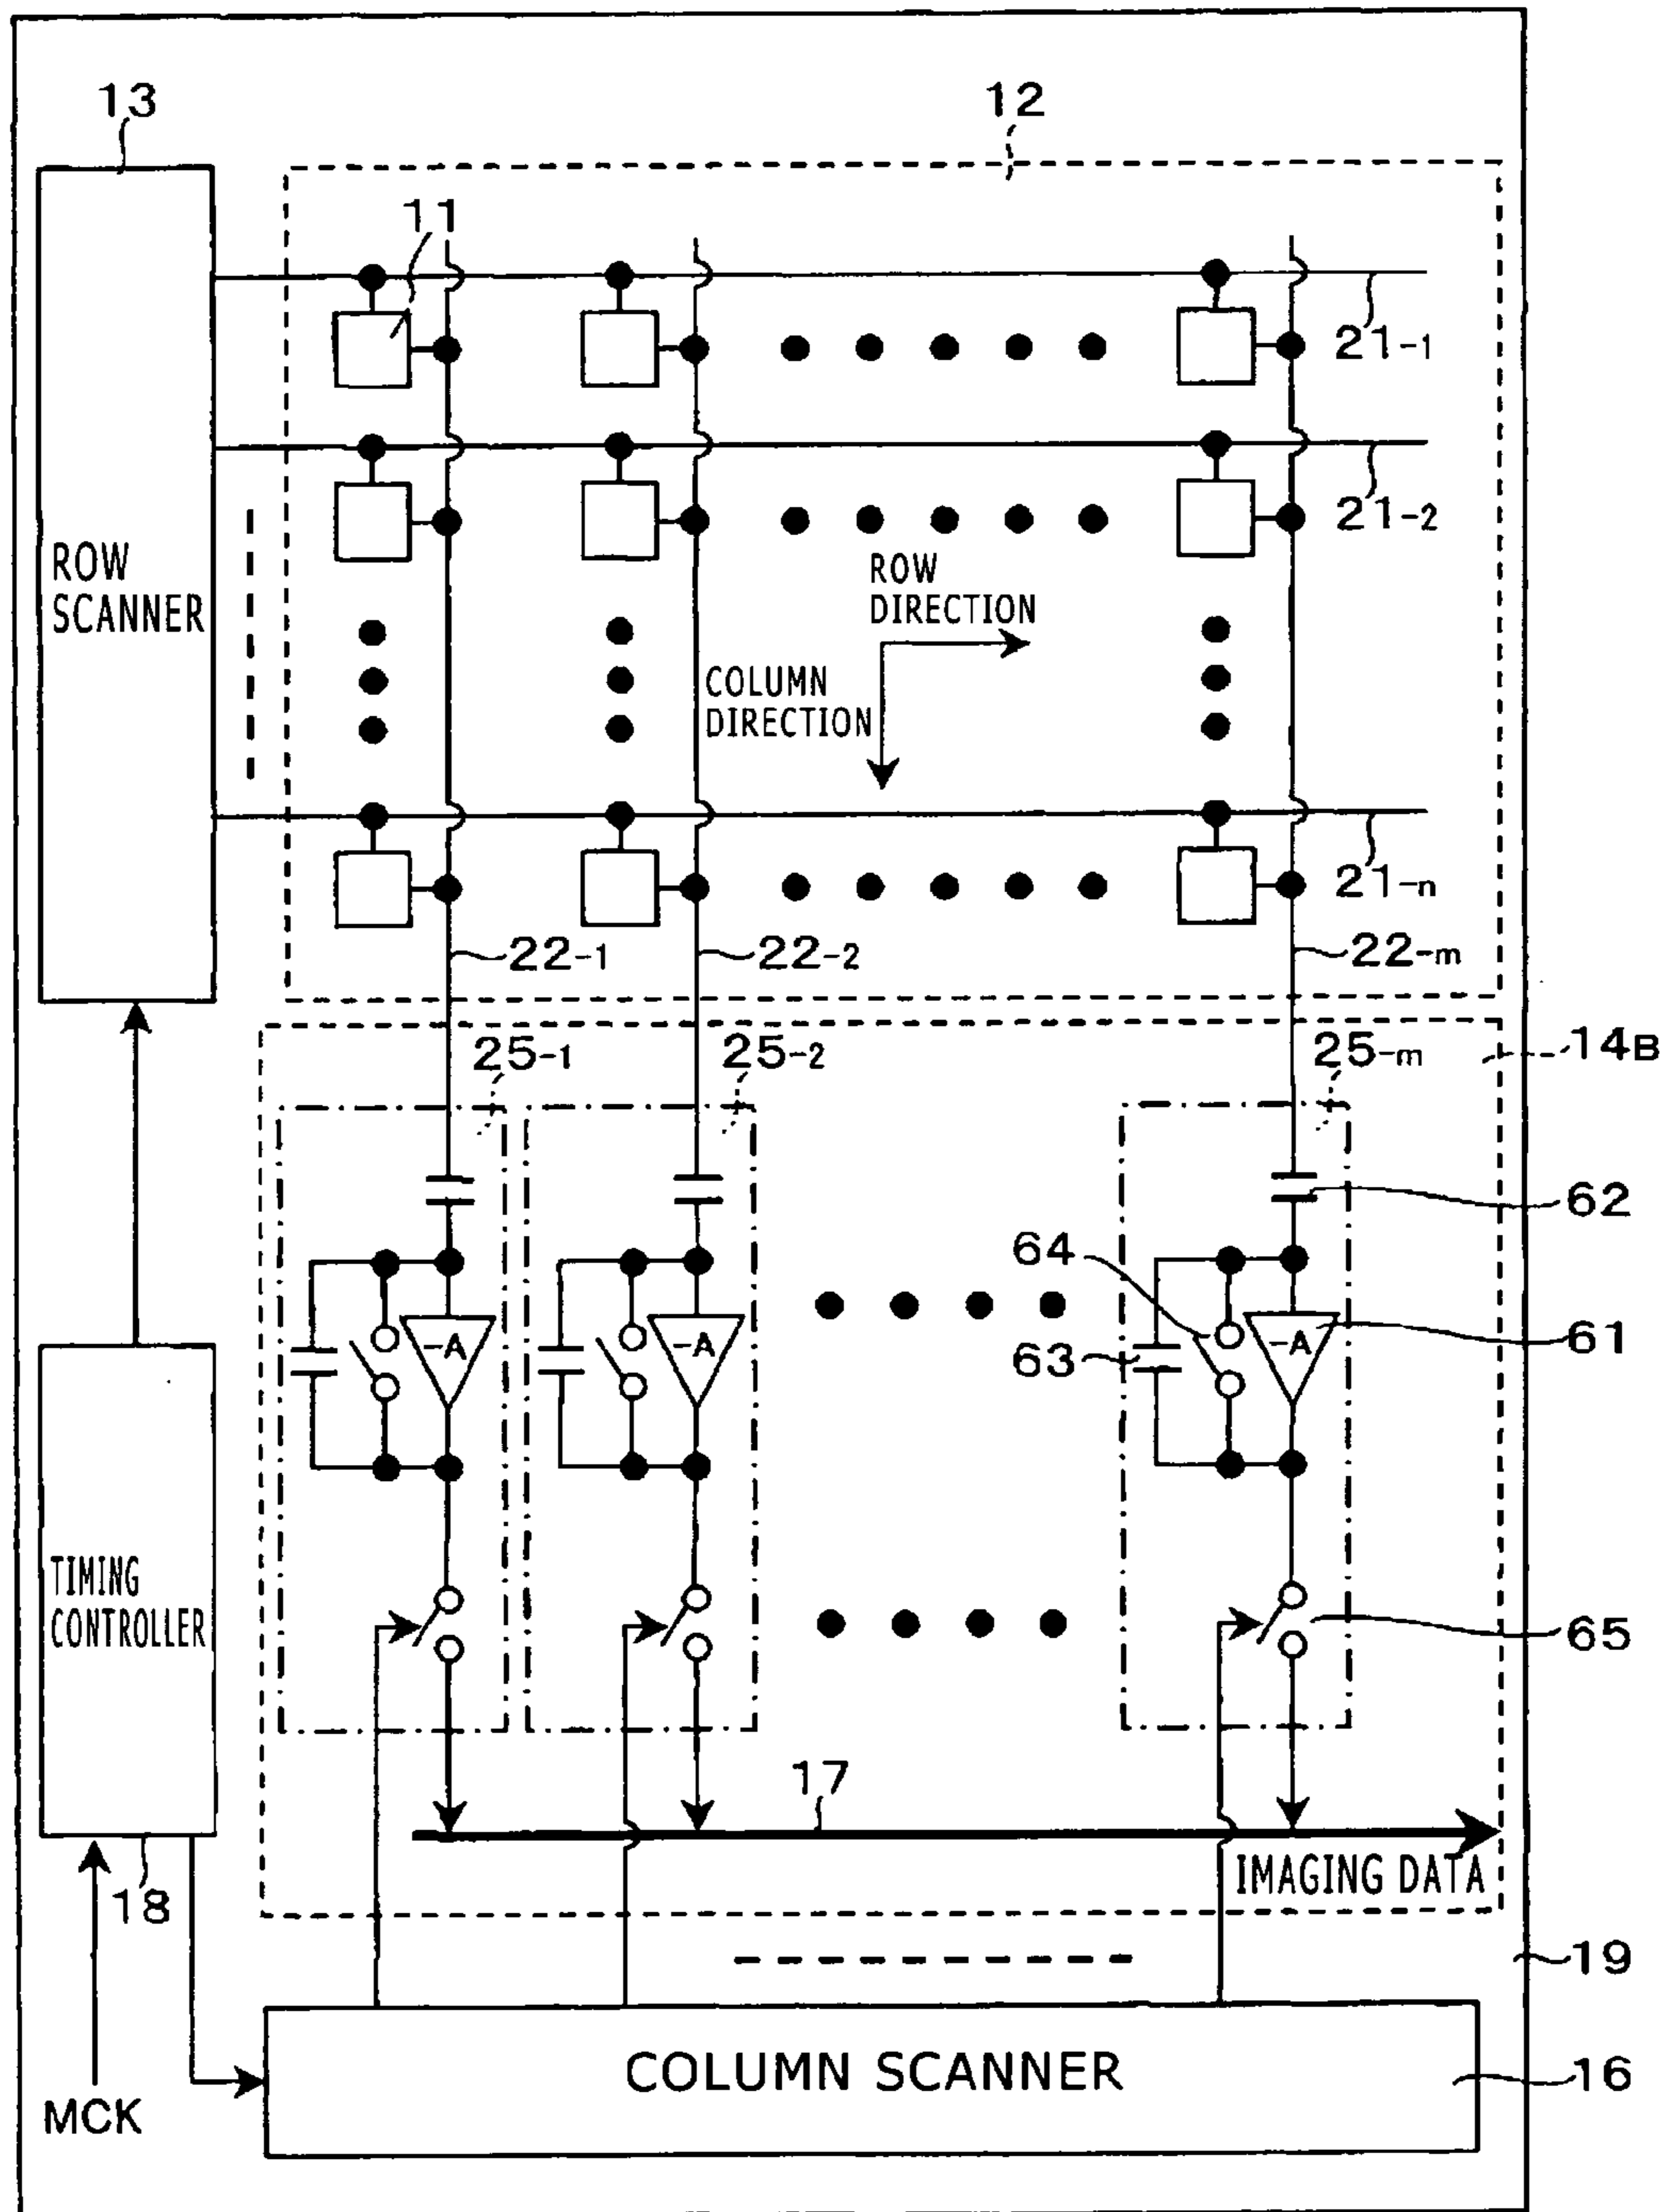 13
12
11
21-1
21-2
ROW
SCANNER
ROW
DIRECTION
COLUMN
DIRECTION
21-n
22-1
22-2
22-m
25-1
25-2
25-m
14B
62
64
-A
-A
-A
61
63
TIMING
CONTROLLER
65
17
IMAGING DATA
18
19
COLUMN SCANNER
16
MCK